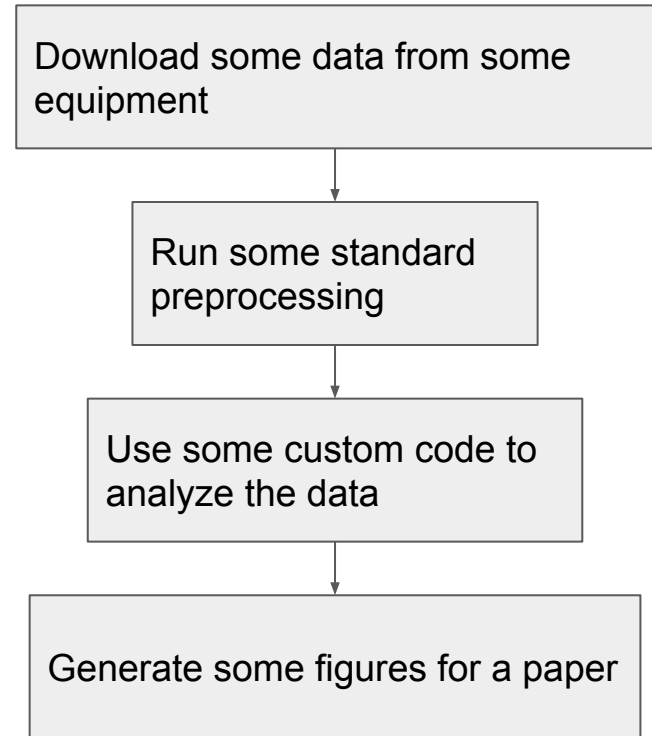 Download some data from some
equipment
Run some standard
preprocessing
Use some custom code to
analyze the data
Generate some figures for a paper